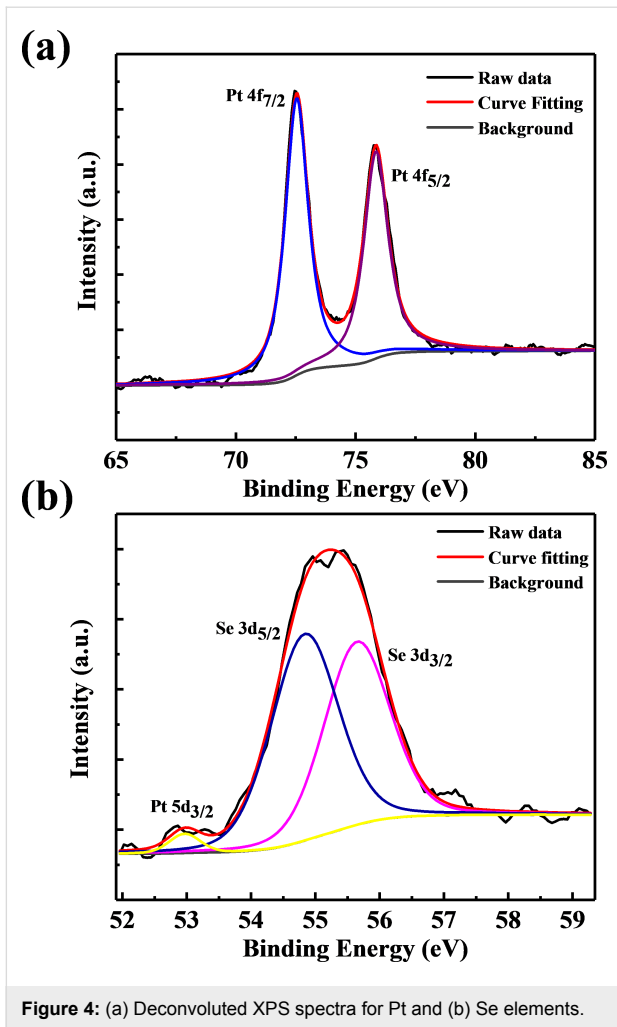 (a)
Pt 4f7/2
Raw data
Curve Fitting
Background
Pt 4f5/2
Intensity (a.u.)
65 70 75 80 85
Binding Energy (eV)
(b)
Raw data
Curve fitting
Background
Se 3d5/2
Se 3d3/2
Pt 5d3/2
Intensity (a.u.)
52 53 54 55 56 57 58 59
Binding Energy (eV)
Figure 4: (a) Deconvoluted XPS spectra for Pt and (b) Se elements.